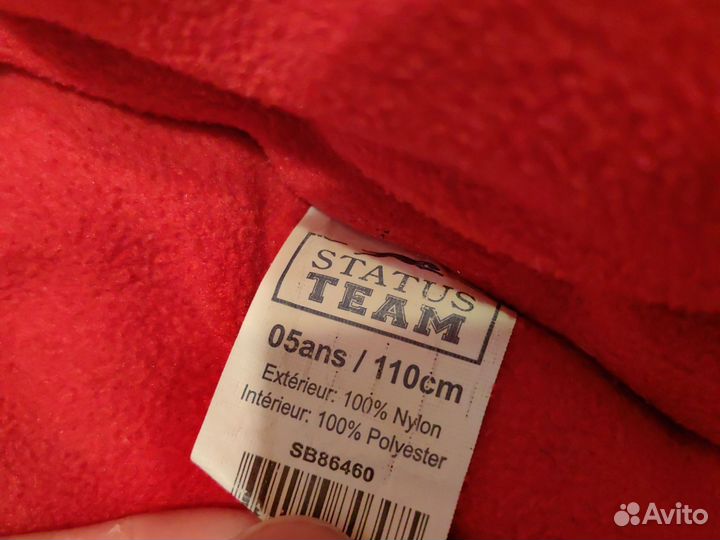 STATUS
TEAM
05ans / 110cm
Extérieur: 100% Nylon
Intérieur: 100% Polyester
SB86460
Avito